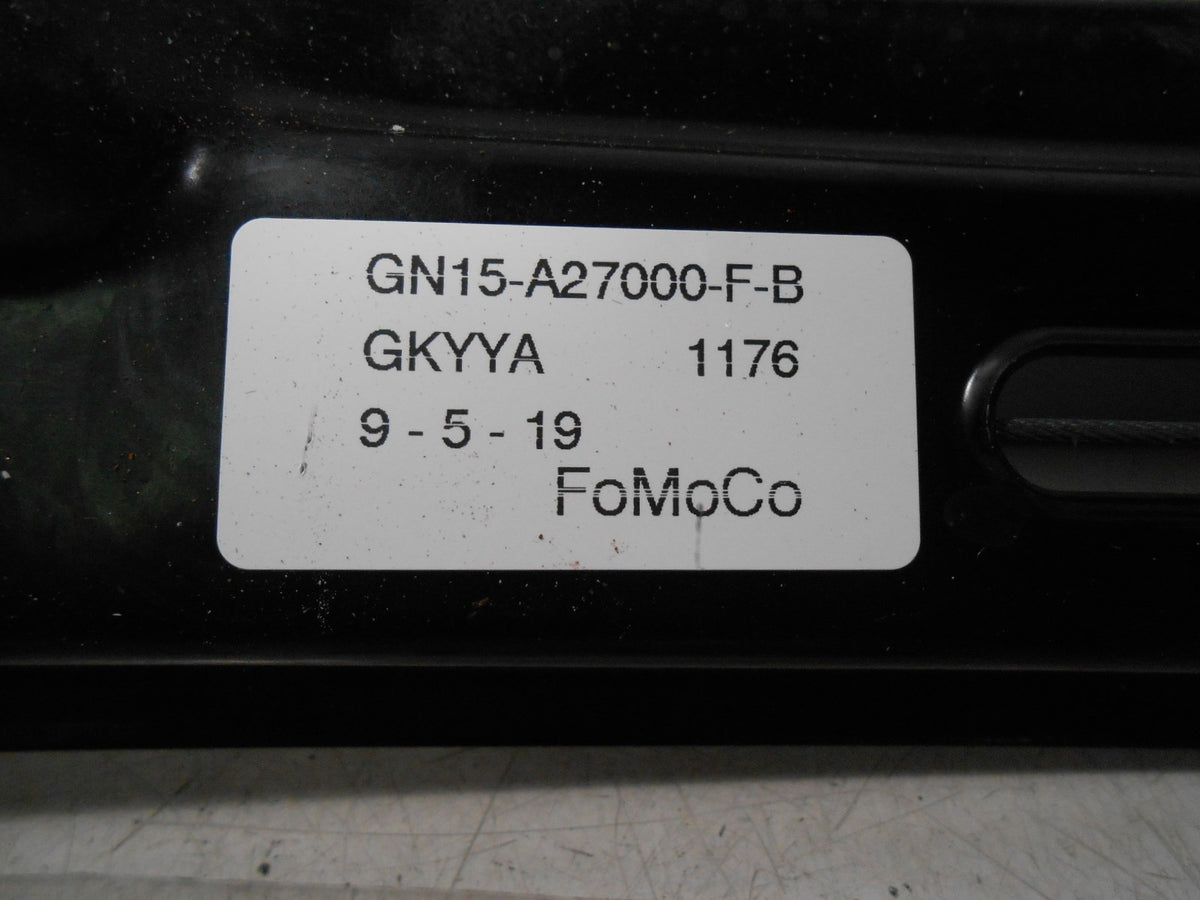 GN15-A27000-F-B
GKYYA 1176
9 - 5 - 19
FoMoCo